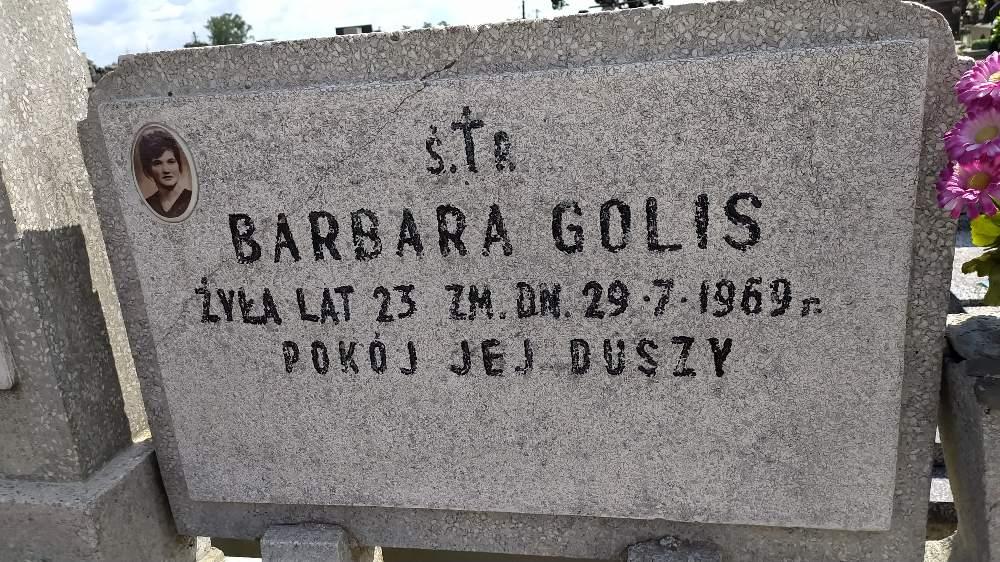 Ś.†P.
BARBARA GOLIS
ŻYŁA LAT 23 ZM. DN. 29.7.1969 r.
POKÓJ JEJ DUSZY